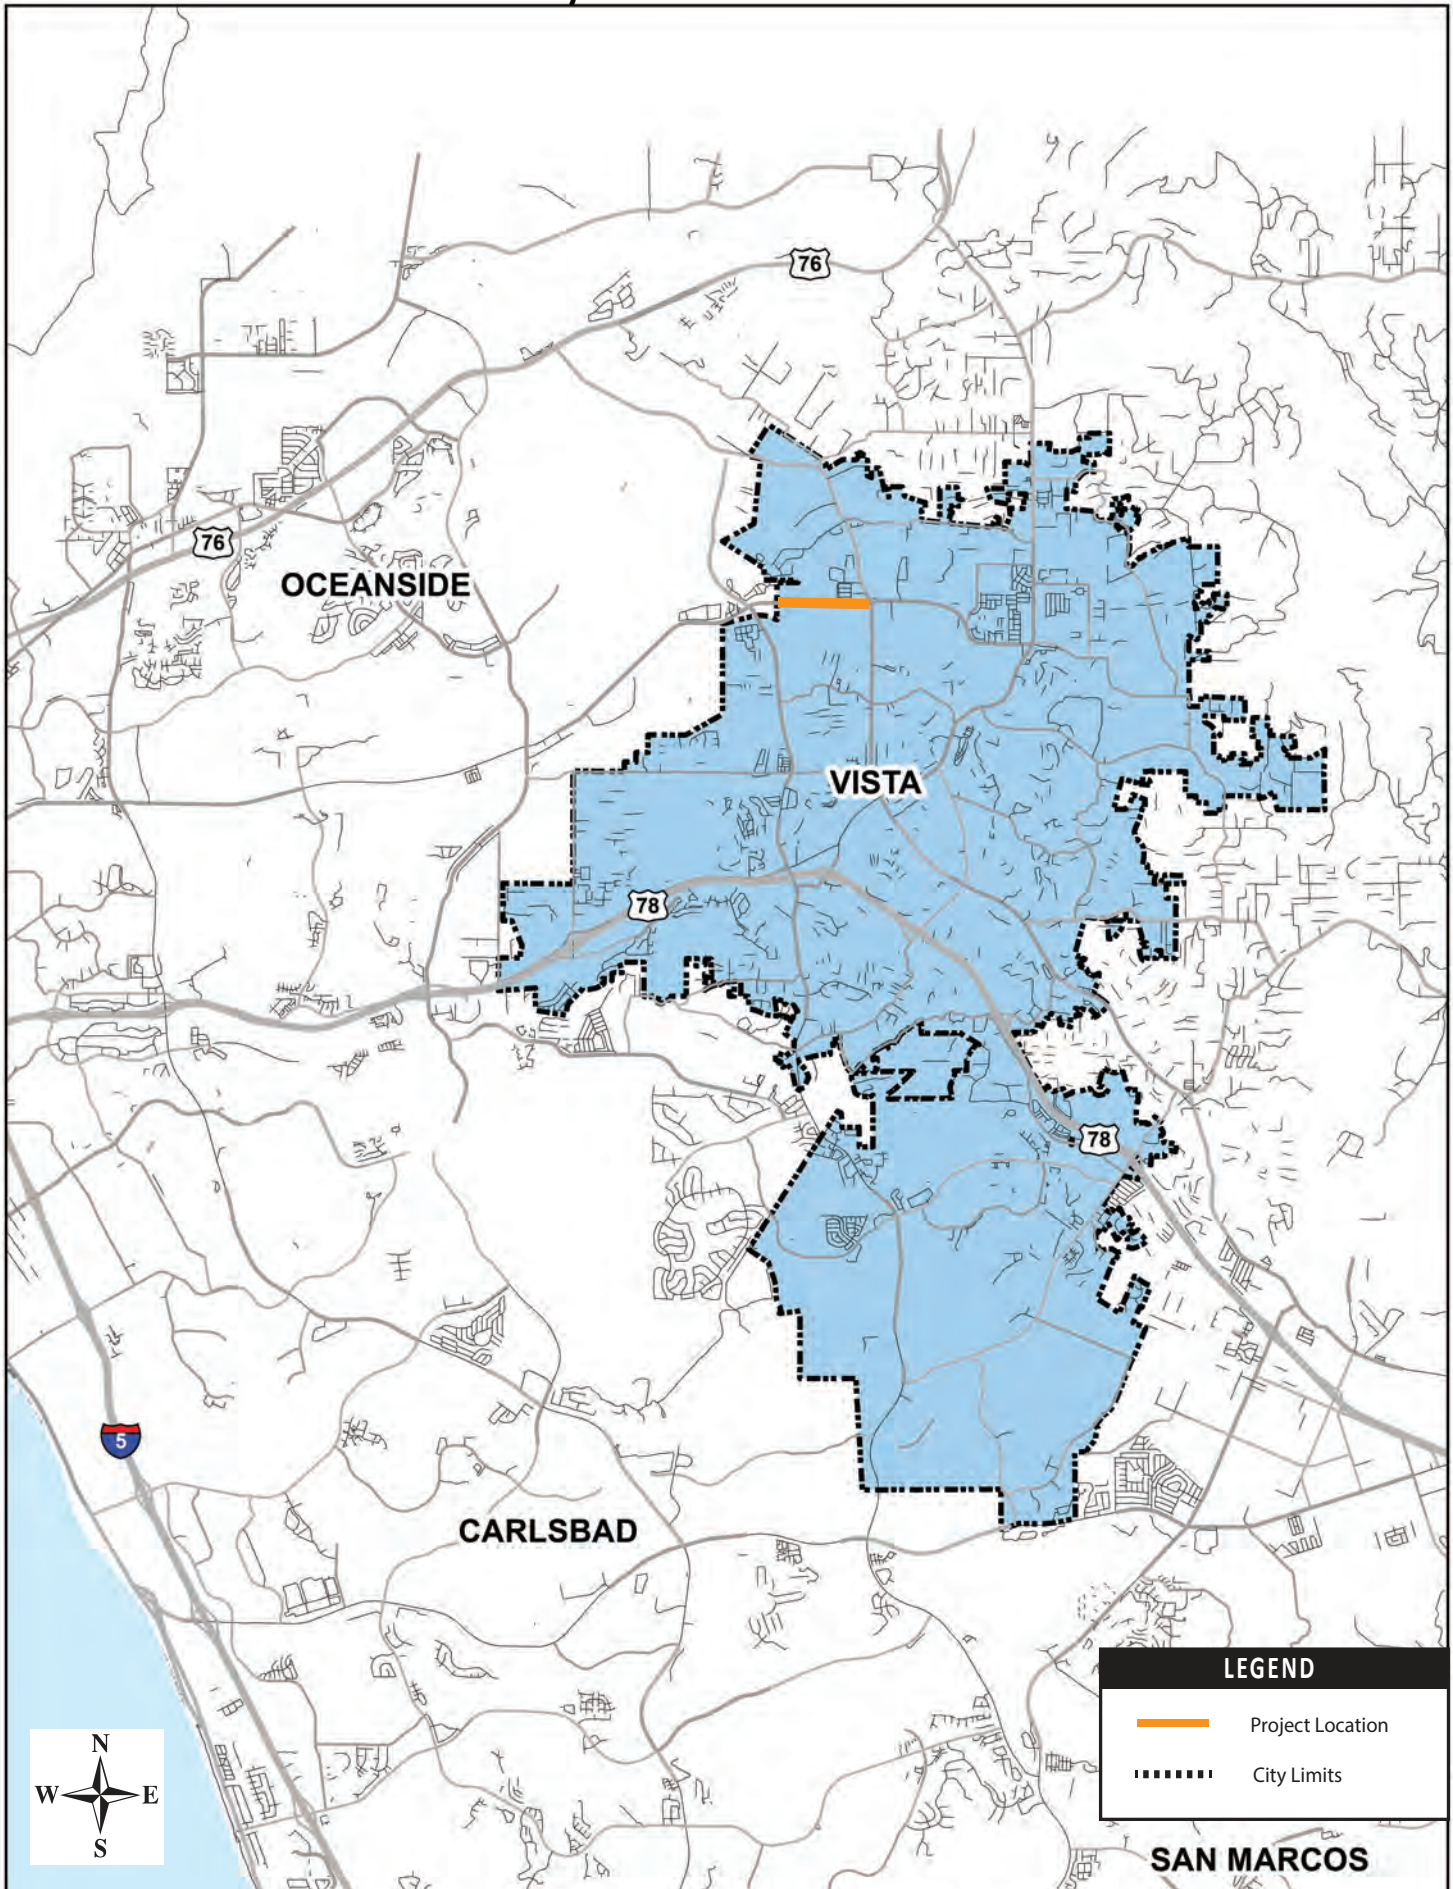 76
76
OCEANSIDE
VISTA
78
78
5
CARLSBAD
LEGEND
Project Location
City Limits
N
W E
S
SAN MARCOS